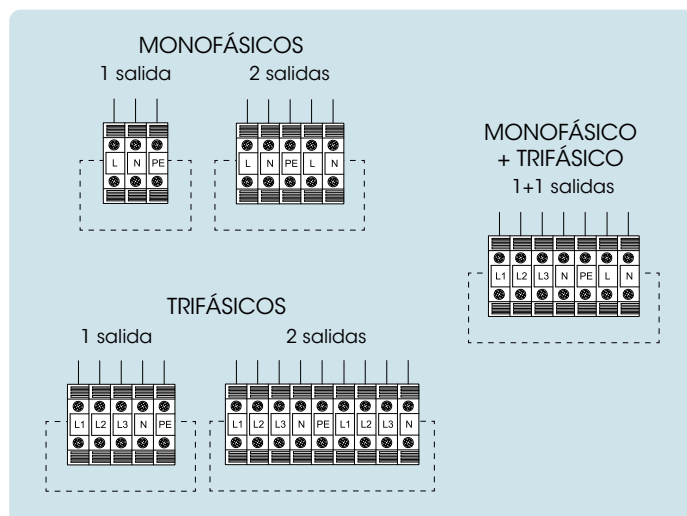 MONOFÁSICOS
1 salida
2 salidas
L N PE
L N PE L N
MONOFÁSICO
+ TRIFÁSICO
1+1 salidas
L1 L2 L3 N PE L N
TRIFÁSICOS
1 salida
2 salidas
L1 L2 L3 N PE
L1 L2 L3 N PE L1 L2 L3 N